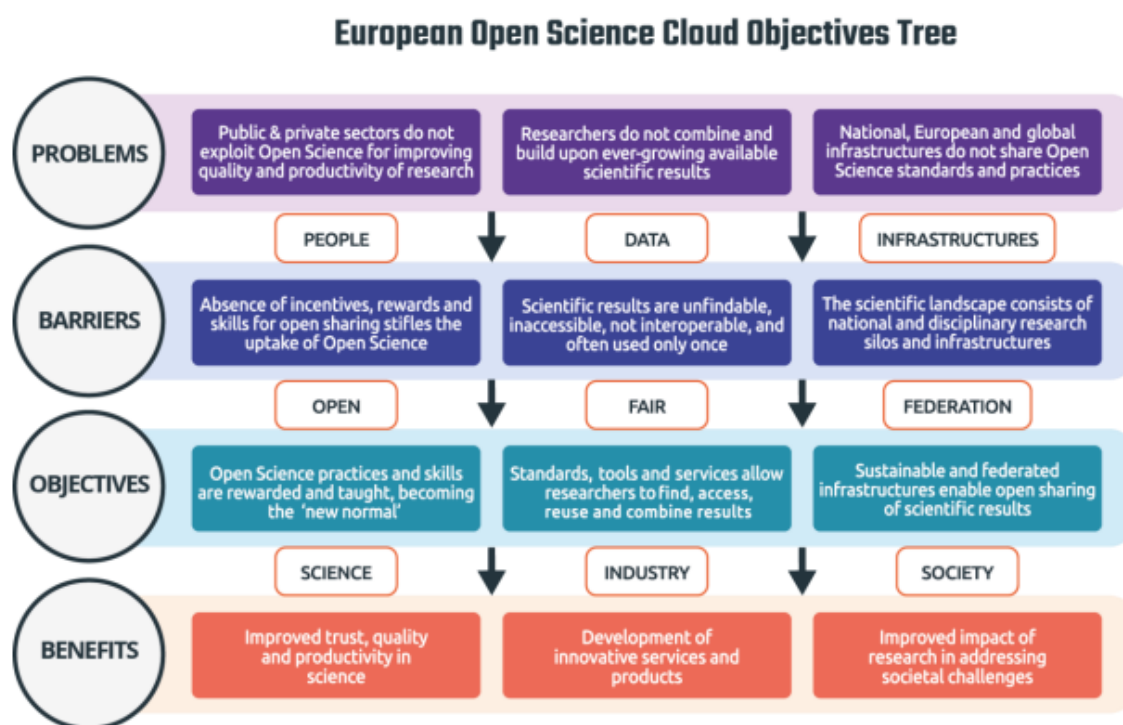 European Open Science Cloud Objectives Tree
PROBLEMS
Public & private sectors do not
exploit Open Science for improving
quality and productivity of research
Researchers do not combine and
build upon ever-growing available
scientific results
National, European and global
infrastructures do not share Open
Science standards and practices
PEOPLE
DATA
INFRASTRUCTURES
BARRIERS
Absence of incentives, rewards and
skills for open sharing stifles the
uptake of Open Science
Scientific results are unfindable,
inaccessible, not interoperable, and
often used only once
The scientific landscape consists of
national and disciplinary research
silos and infrastructures
OPEN
FAIR
FEDERATION
OBJECTIVES
Open Science practices and skills
are rewarded and taught, becoming
the 'new normal'
Standards, tools and services allow
researchers to find, access,
reuse and combine results
Sustainable and federated
infrastructures enable open sharing
of scientific results
SCIENCE
INDUSTRY
SOCIETY
BENEFITS
Improved trust, quality
and productivity in
science
Development of
innovative services and
products
Improved impact of
research in addressing
societal challenges